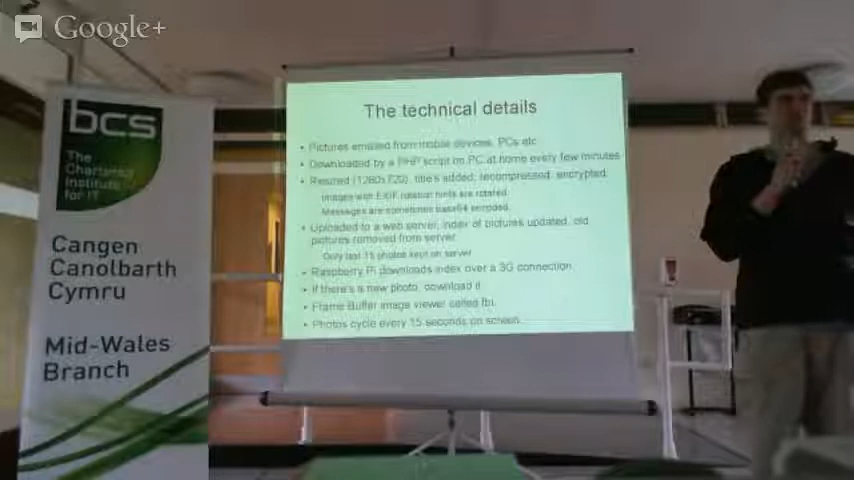 Google+
bcs
The
Chartered
Institute
for IT
Cangen
Canolbarth
Cymru
Mid-Wales
Branch
The technical details
• Pictures emailed from mobile devices, PCs etc
• Downloaded by a PHP script on PC at home every few minutes
• Resized (1280x720), title's added, recompressed, encrypted.
Images with EXIF rotation hints are rotated.
Messages are sometimes base64 encoded.
• Uploaded to a web server, index of pictures updated, old
pictures removed from server.
Only last 15 photos kept on server
• Raspberry Pi downloads index over a 3G connection.
• If there's a new photo, download it.
• Frame Buffer image viewer called fbi.
• Photos cycle every 15 seconds on screen.